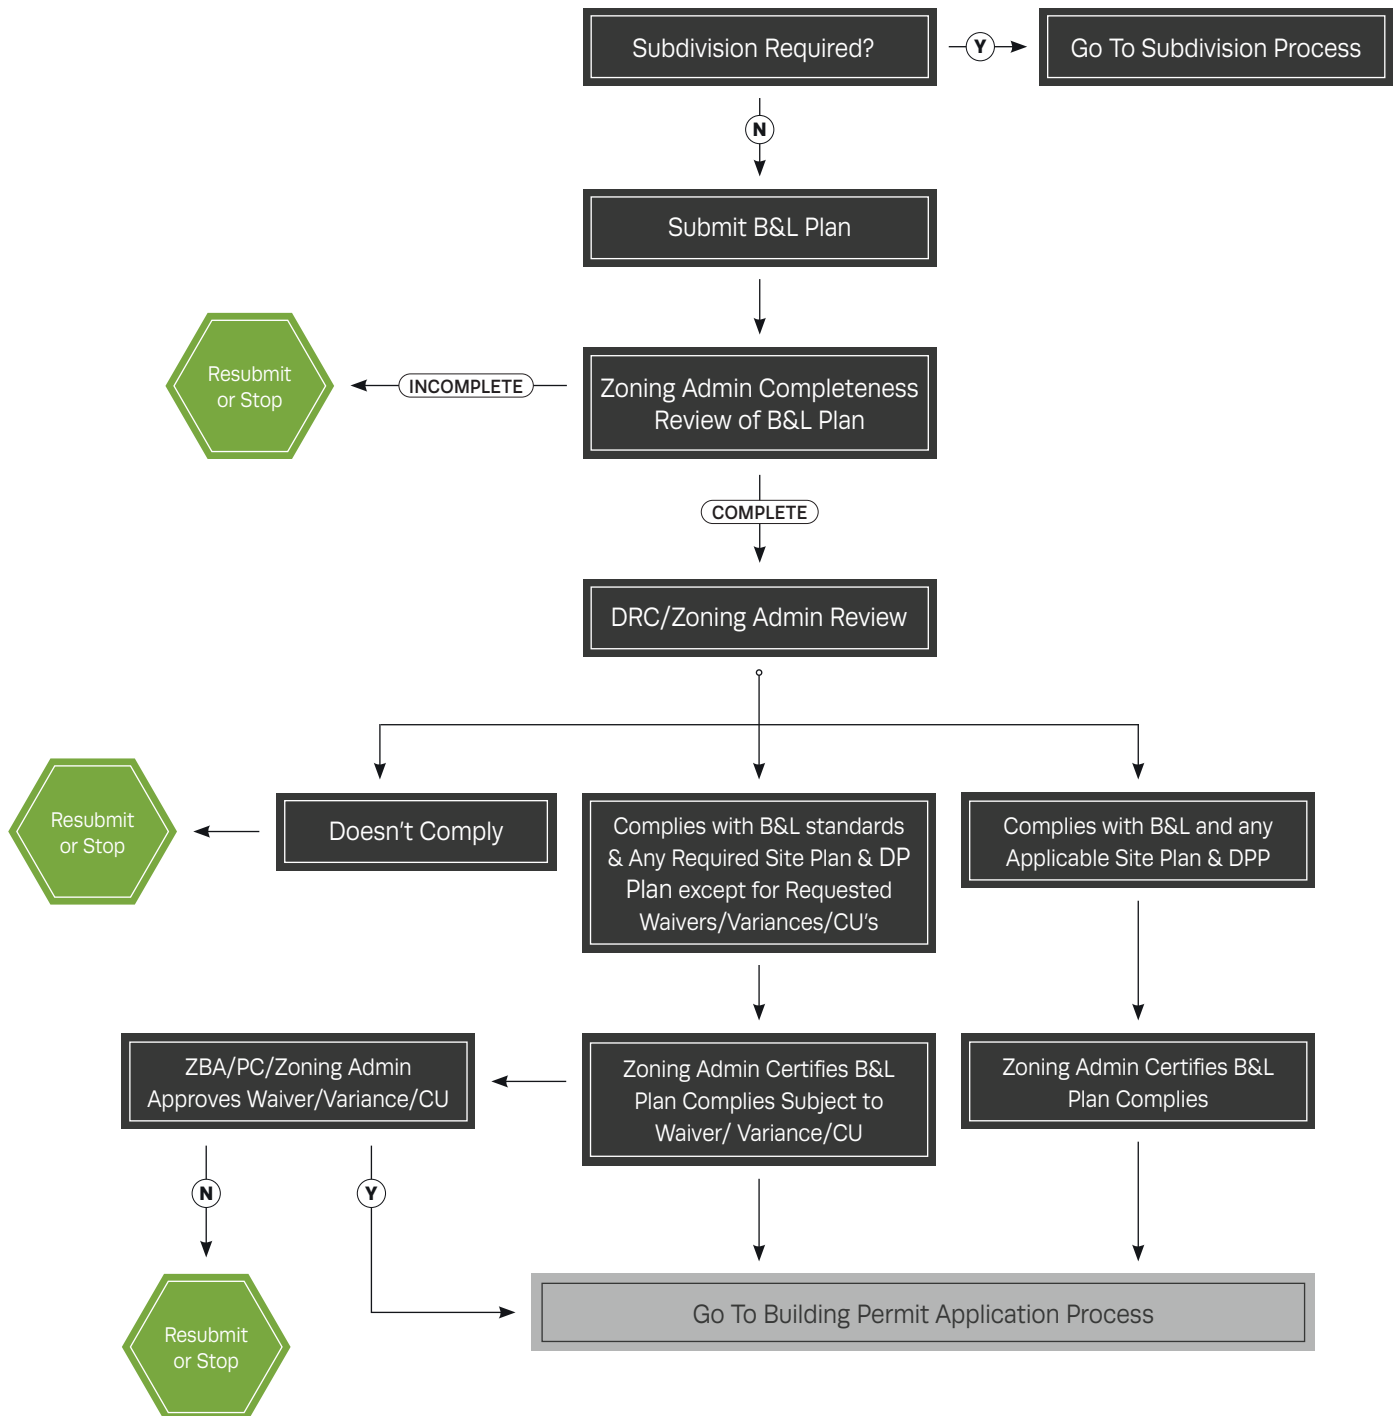 Subdivision Required?
Y
Go To Subdivision Process
N
Submit B&L Plan
Resubmit
or Stop
INCOMPLETE
Zoning Admin Completeness
Review of B&L Plan
COMPLETE
DRC/Zoning Admin Review
Resubmit
or Stop
Doesn't Comply
Complies with B&L standards
& Any Required Site Plan & DP
Plan except for Requested
Waivers/Variances/CU's
Complies with B&L and any
Applicable Site Plan & DPP
ZBA/PC/Zoning Admin
Approves Waiver/Variance/CU
Zoning Admin Certifies B&L
Plan Complies Subject to
Waiver/ Variance/CU
Zoning Admin Certifies B&L
Plan Complies
N
Y
Resubmit
or Stop
Go To Building Permit Application Process